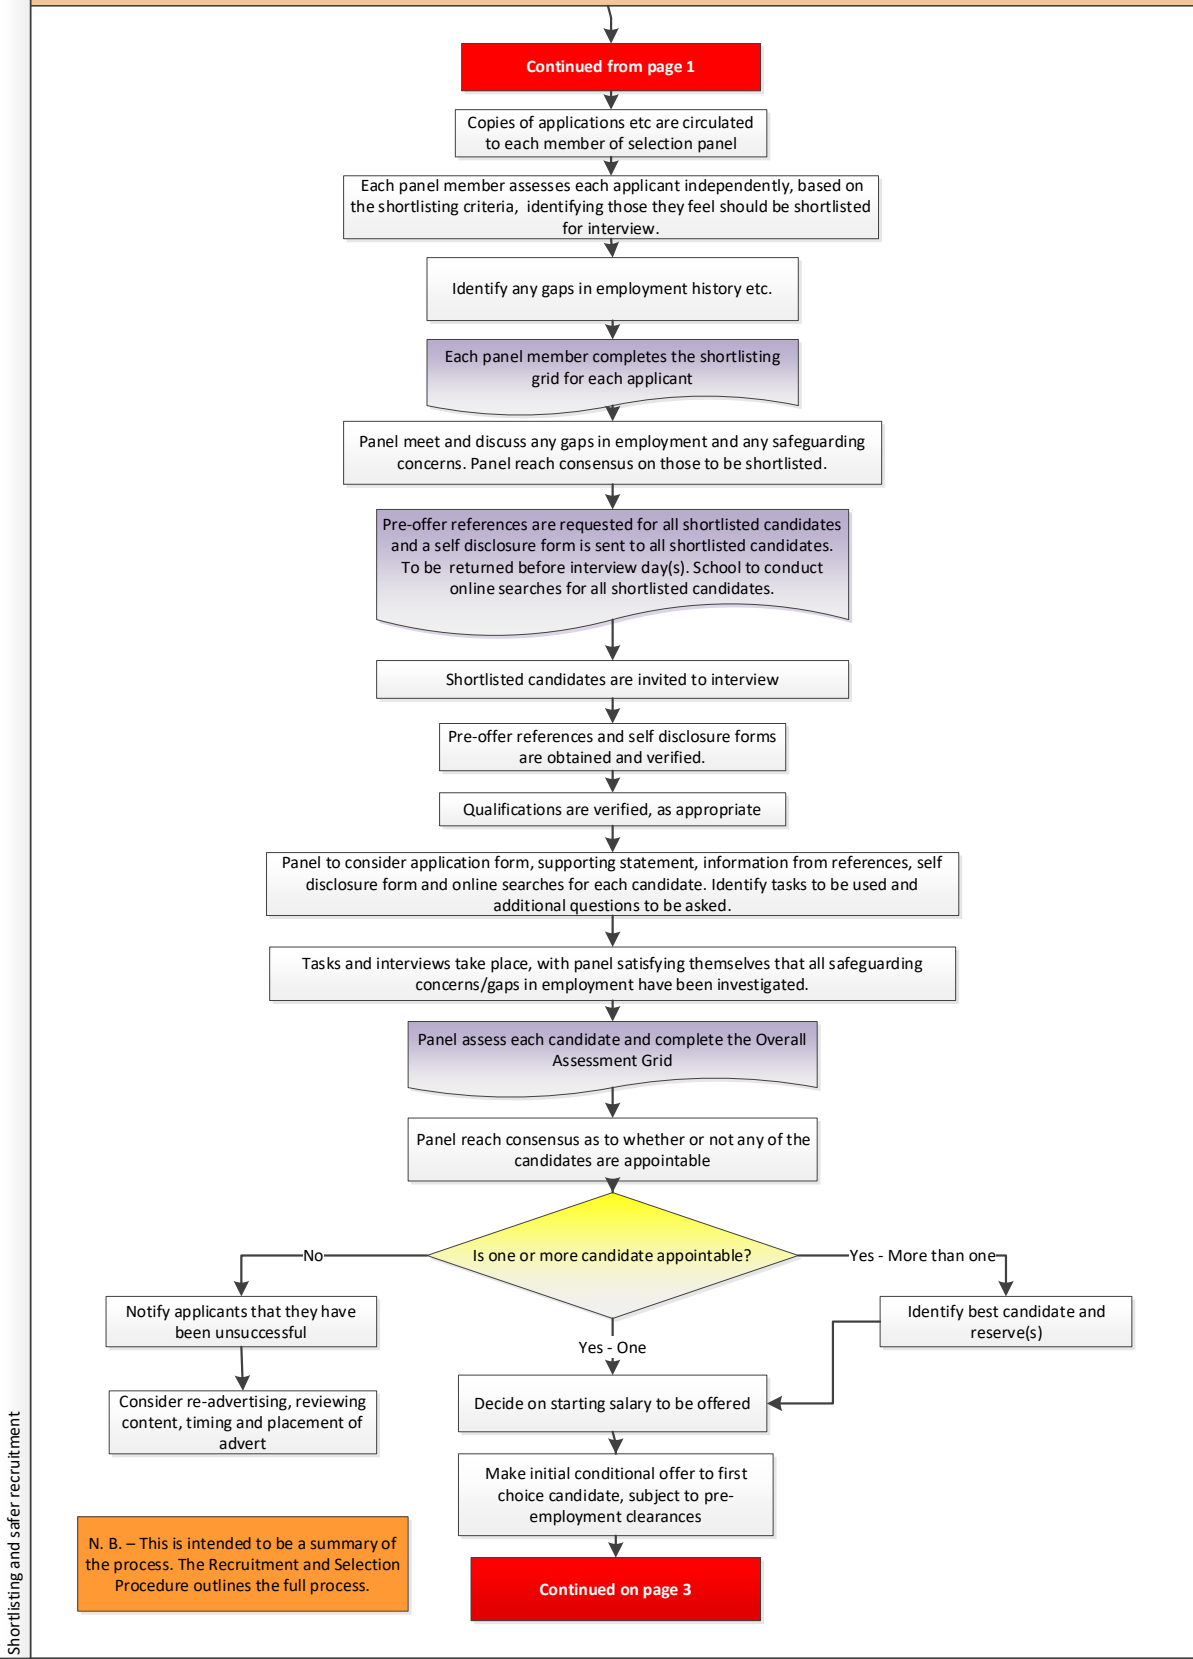 Continued from page 1
Copies of applications etc are circulated
to each member of selection panel
Each panel member assesses each applicant independently, based on
the shortlisting criteria,  identifying those they feel should be shortlisted
for interview.
Identify any gaps in employment history etc.
Each panel member completes the shortlisting
grid for each applicant
Panel meet and discuss any gaps in employment and any safeguarding
concerns. Panel reach consensus on those to be shortlisted.
Pre-offer references are requested for all shortlisted candidates
and a self disclosure form is sent to all shortlisted candidates.
To be  returned before interview day(s). School to conduct
online searches for all shortlisted candidates.
Shortlisted candidates are invited to interview
Pre-offer references and self disclosure forms
are obtained and verified.
Qualifications are verified, as appropriate
Panel to consider application form, supporting statement, information from references, self
disclosure form and online searches for each candidate. Identify tasks to be used and
additional questions to be asked.
Tasks and interviews take place, with panel satisfying themselves that all safeguarding
concerns/gaps in employment have been investigated.
Panel assess each candidate and complete the Overall
Assessment Grid
Panel reach consensus as to whether or not any of the
candidates are appointable
Is one or more candidate appointable?
No
Yes - More than one
Yes - One
Notify applicants that they have
been unsuccessful
Identify best candidate and
reserve(s)
Consider re-advertising, reviewing
content, timing and placement of
advert
Decide on starting salary to be offered
Make initial conditional offer to first
choice candidate, subject to pre-
employment clearances
N. B. – This is intended to be a summary of
the process. The Recruitment and Selection
Procedure outlines the full process.
Continued on page 3
Shortlisting and safer recruitment